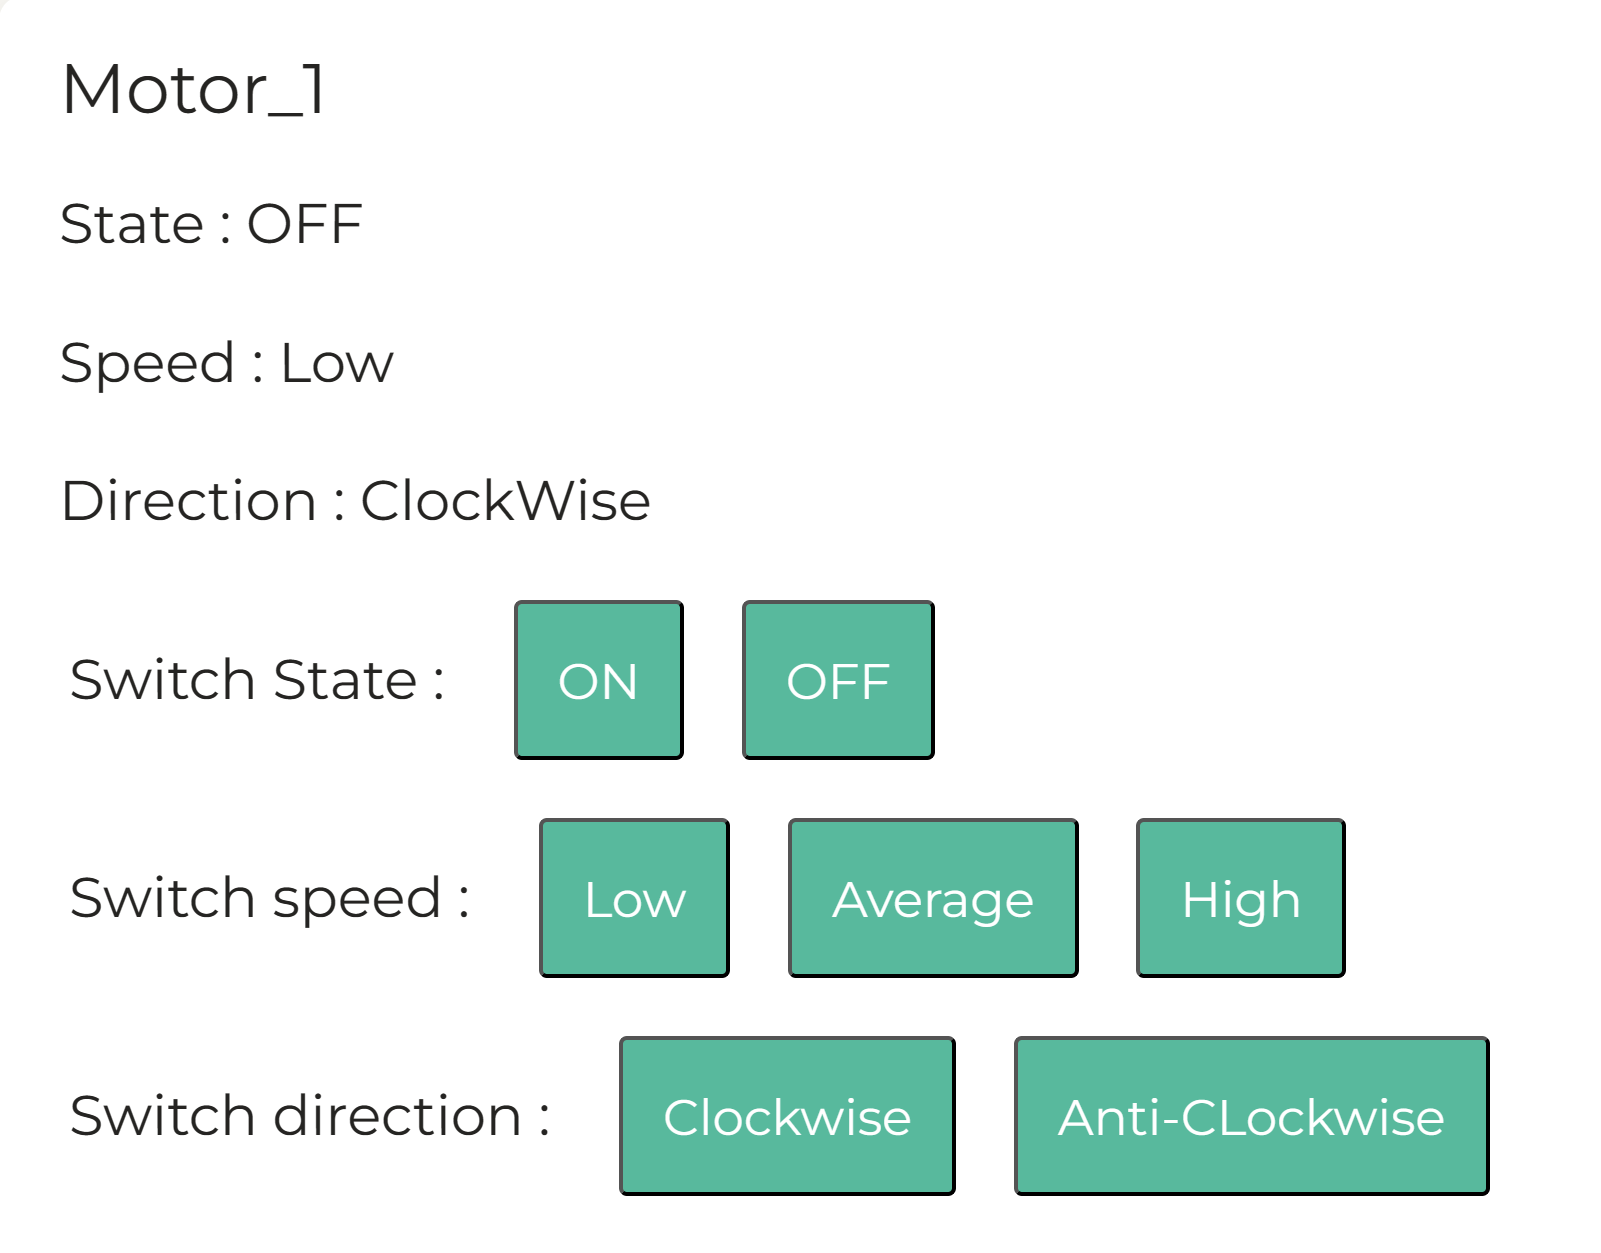 Motor_1
State : OFF
Speed : Low
Direction : ClockWise
Switch State : ON OFF
Switch speed : Low Average High
Switch direction : Clockwise Anti-CLockwise